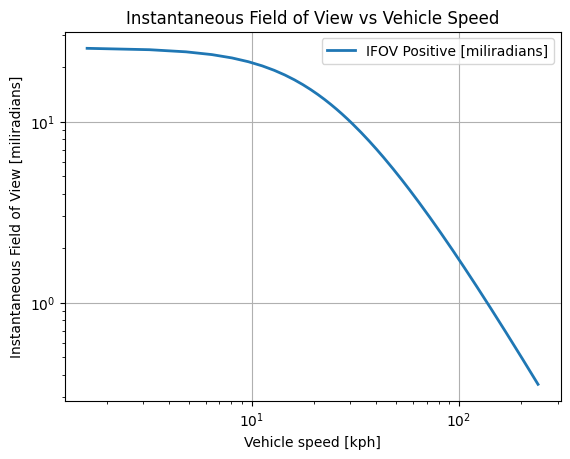 Instantaneous Field of View vs Vehicle Speed
IFOV Positive [miliradians]
Instantaneous Field of View [miliradians]
10¹
10⁰
10¹
10²
Vehicle speed [kph]